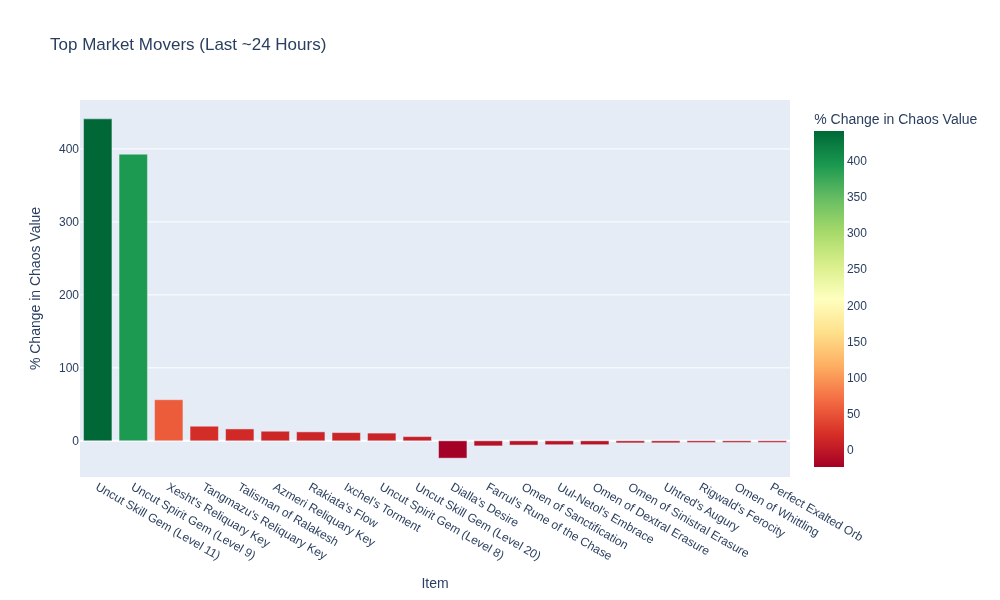 Top Market Movers (Last ~24 Hours)
% Change in Chaos Value
400
300
200
100
0
Uncut Skill Gem (Level 11)
Uncut Spirit Gem (Level 9)
Xesht's Reliquary Key
Tangmazu's Reliquary Key
Talisman of Ralakesh
Azmeri Reliquary Key
Rakiata's Flow
Ixchel's Torment
Uncut Spirit Gem (Level 8)
Uncut Skill Gem (Level 20)
Dialla's Desire
Farrul's Rune of the Chase
Omen of Sanctification
Uul-Netol's Embrace
Omen of Dextral Erasure
Omen of Sinistral Erasure
Uhtred's Augury
Rigwald's Ferocity
Omen of Whittling
Perfect Exalted Orb
Item
% Change in Chaos Value
400
350
300
250
200
150
100
50
0